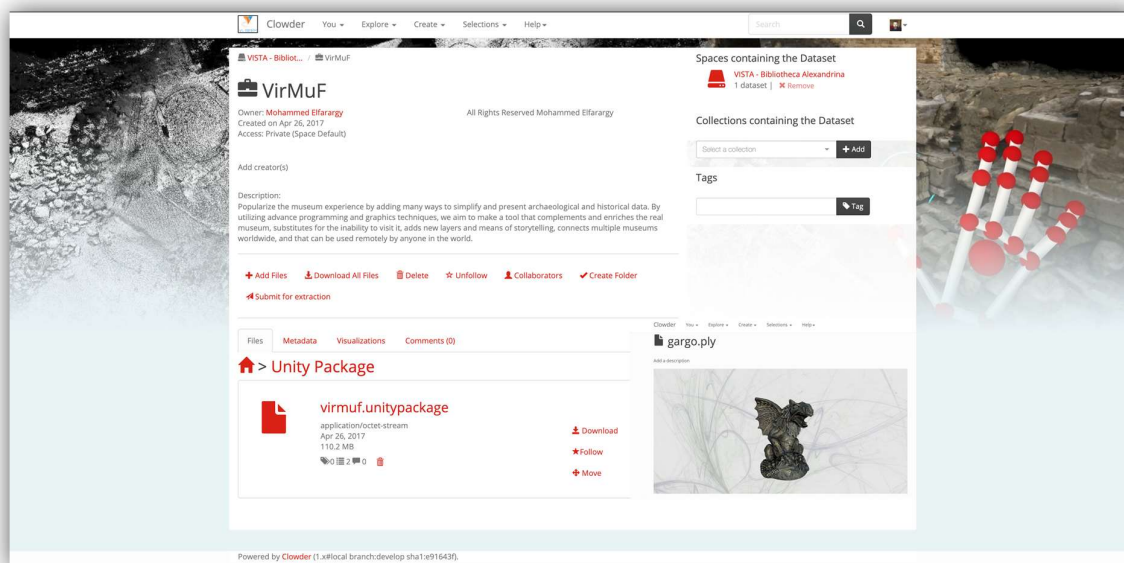 Clowder You Explore Create Selections Help Search
VISTA - Bibliot... / VirMuF
VirMuF
Owner: Mohammed Elfarargy
All Rights Reserved Mohammed Elfarargy
Created on Apr 26, 2017
Access: Private (Space Default)
Add creator(s)
Description:
Popularize the museum experience by adding many ways to simplify and present archaeological and historical data. By
utilizing advance programming and graphics techniques, we aim to make a tool that complements and enriches the real
museum, substitutes for the inability to visit it, adds new layers and means of storytelling, connects multiple museums
worldwide, and that can be used remotely by anyone in the world.
Add Files Download All Files Delete Unfollow Collaborators Create Folder
Submit for extraction
Files Metadata Visualizations Comments (0)
> Unity Package
virmuf.unitypackage
application/octet-stream
Apr 26, 2017
110.2 MB
0 2 0
Download
Follow
Move
Spaces containing the Dataset
VISTA - Bibliotheca Alexandrina
1 dataset | Remove
Collections containing the Dataset
Select a colection Add
Tags
Tag
Clowder You Explore Create Selections Help
gargo.ply
Add a description
Powered by Clowder (1.x#local branch:develop sha1:e91643f).